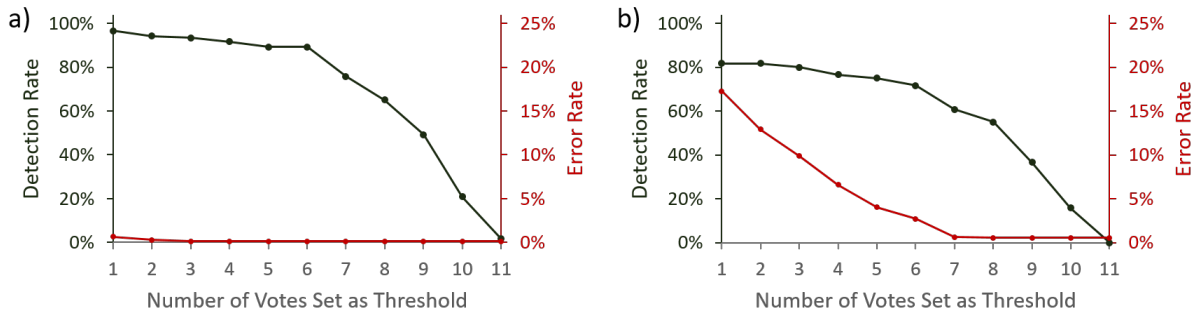 a)
100%
80%
60%
40%
20%
0%
Detection Rate
25%
20%
15%
10%
5%
0%
Error Rate
1 2 3 4 5 6 7 8 9 10 11
Number of Votes Set as Threshold
b)
100%
80%
60%
40%
20%
0%
Detection Rate
25%
20%
15%
10%
5%
0%
Error Rate
1 2 3 4 5 6 7 8 9 10 11
Number of Votes Set as Threshold